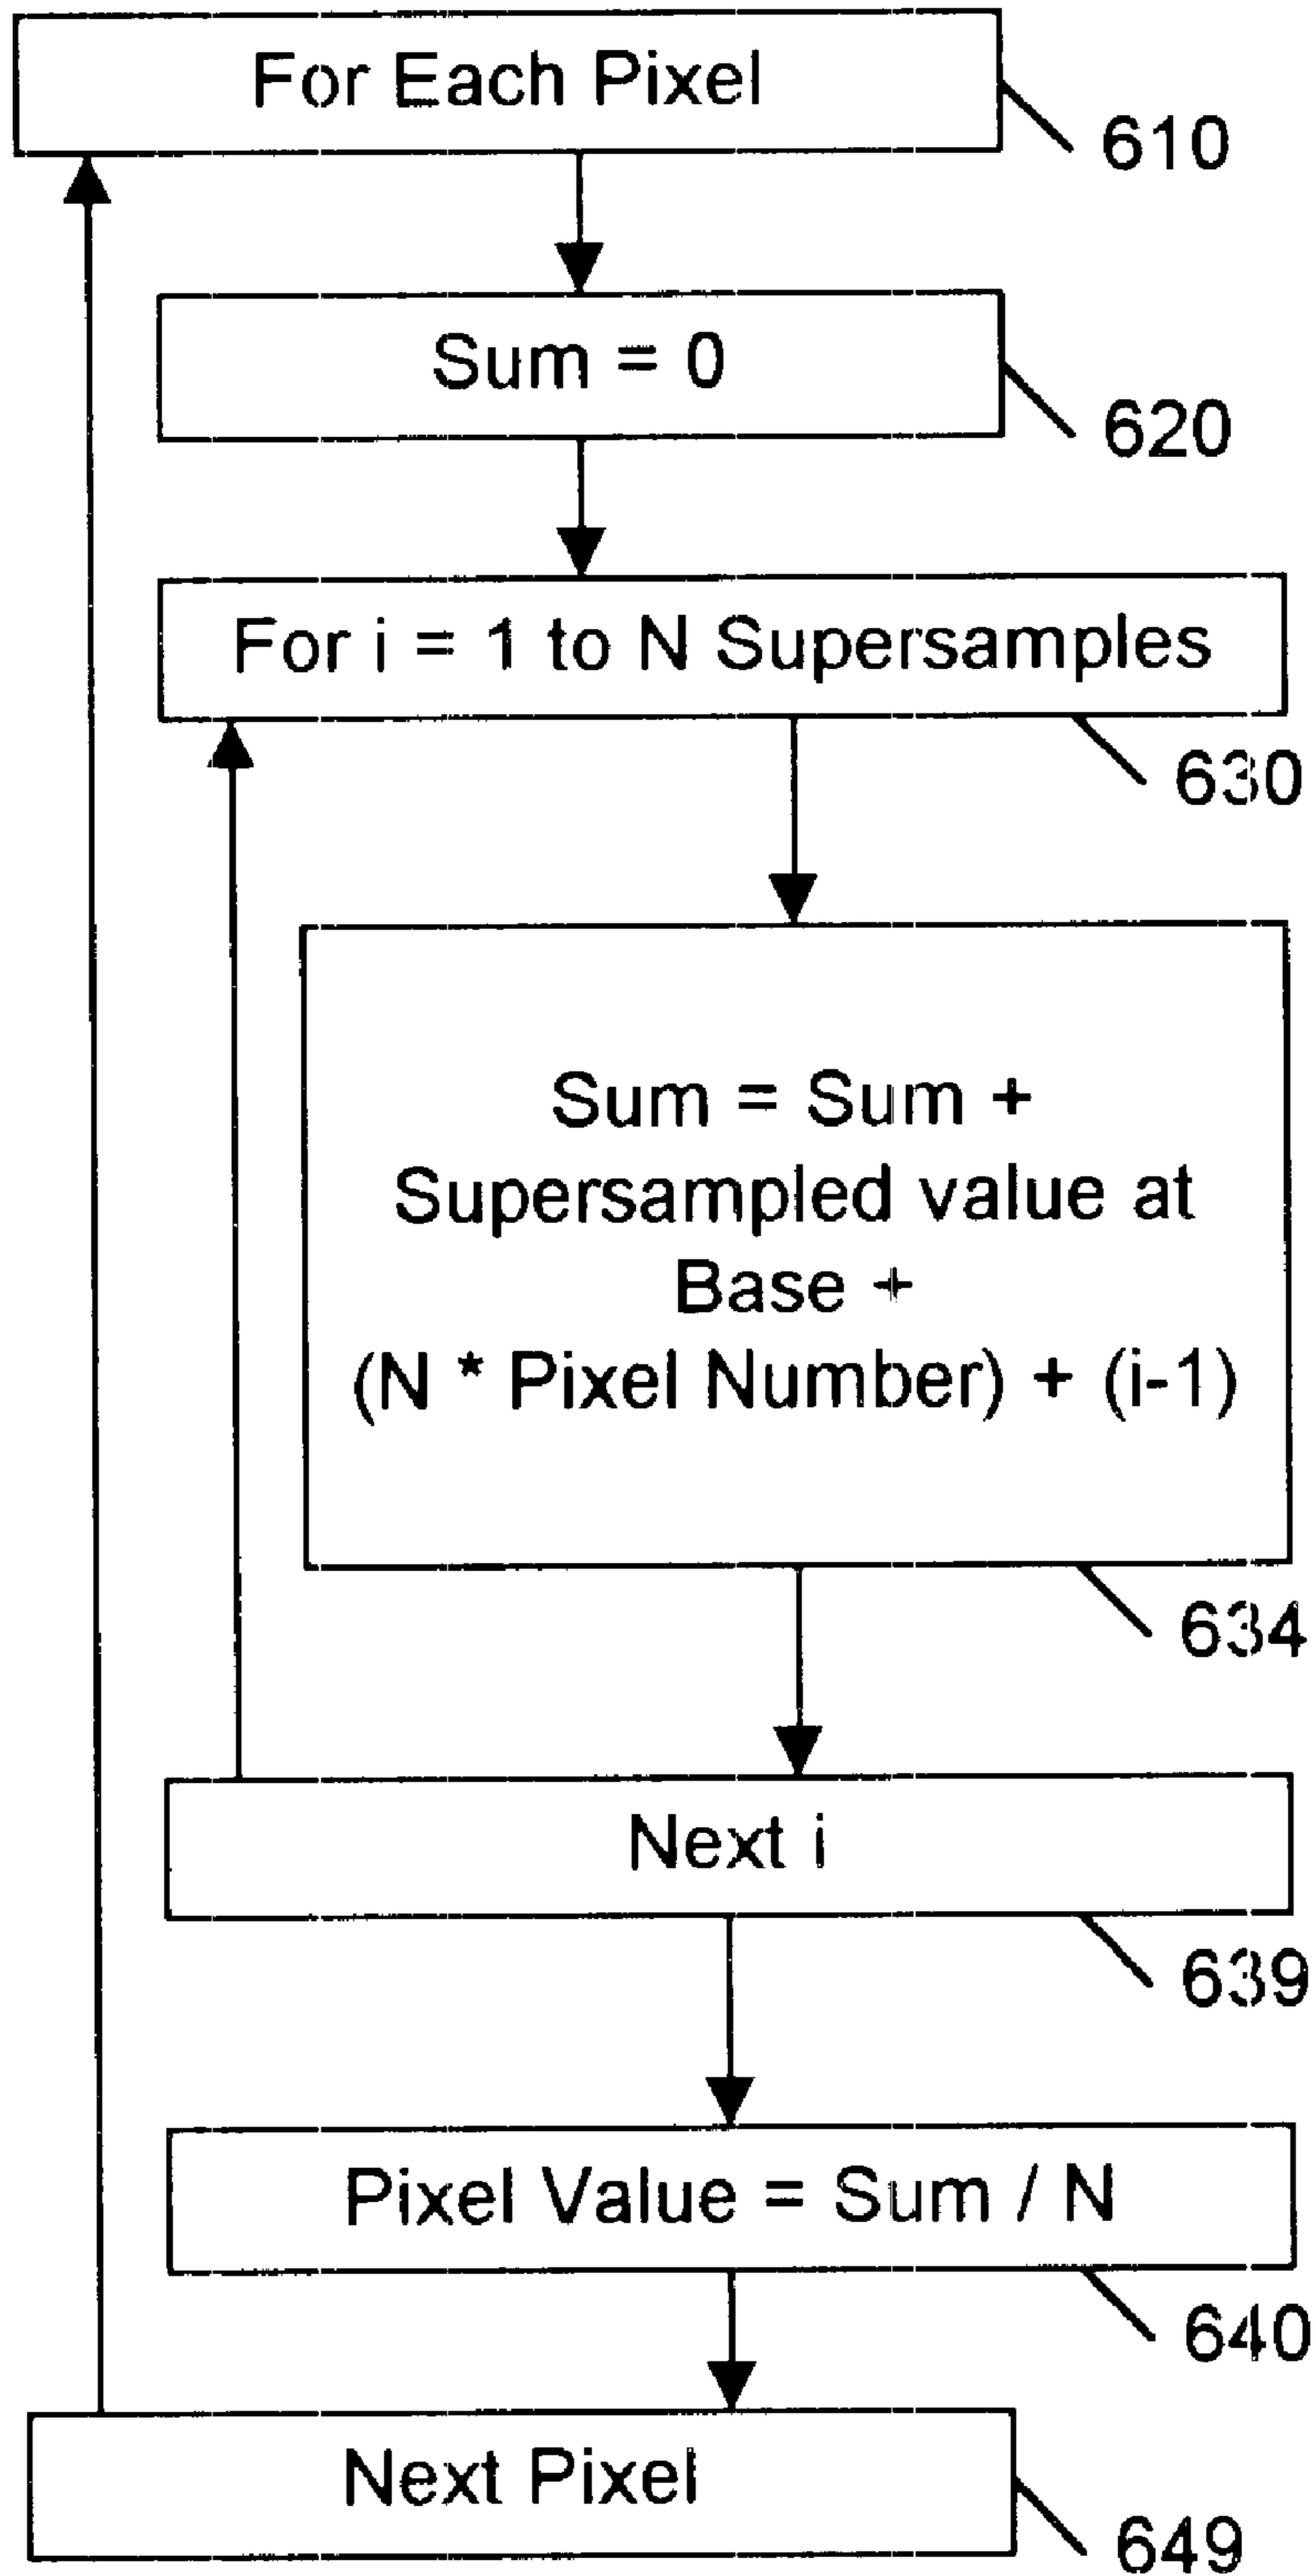 For Each Pixel
610
Sum = 0
620
For i = 1 to N Supersamples
630
Sum = Sum +
Supersampled value at
Base +
(N * Pixel Number) + (i-1)
634
Next i
639
Pixel Value = Sum / N
640
Next Pixel
649